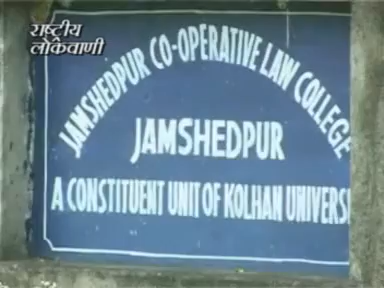 राष्ट्रीय
लोकवाणी
JAMSHEDPUR CO-OPERATIVE LAW COLLEGE
JAMSHEDPUR
A CONSTITUENT UNIT OF KOLHAN UNIVERSI